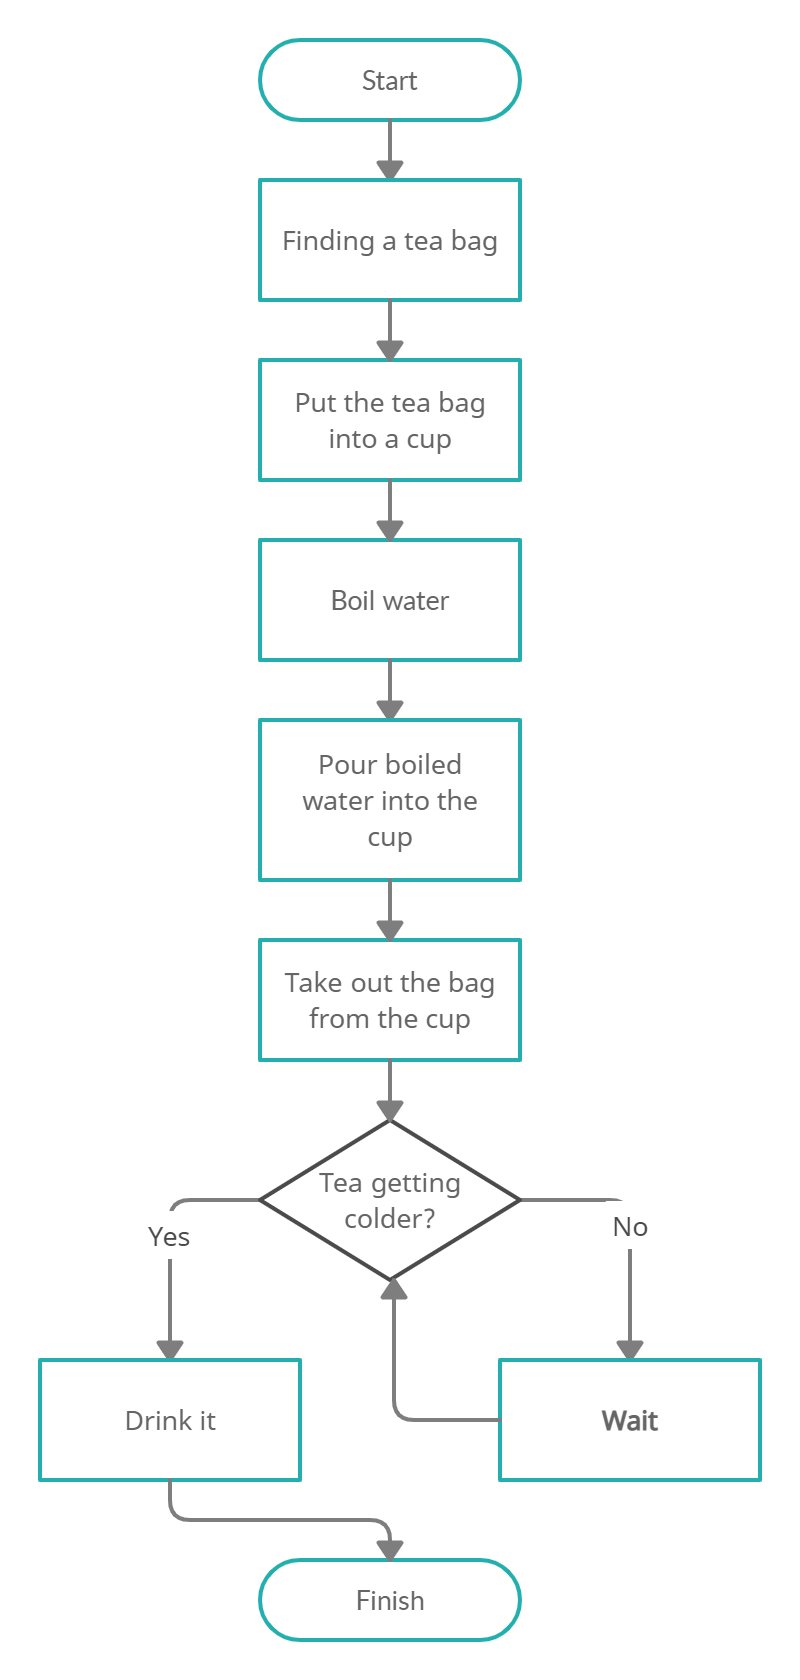 Start
Finding a tea bag
Put the tea bag
into a cup
Boil water
Pour boiled
water into the
cup
Take out the bag
from the cup
Tea getting
colder?
Yes
No
Drink it
Wait
Finish